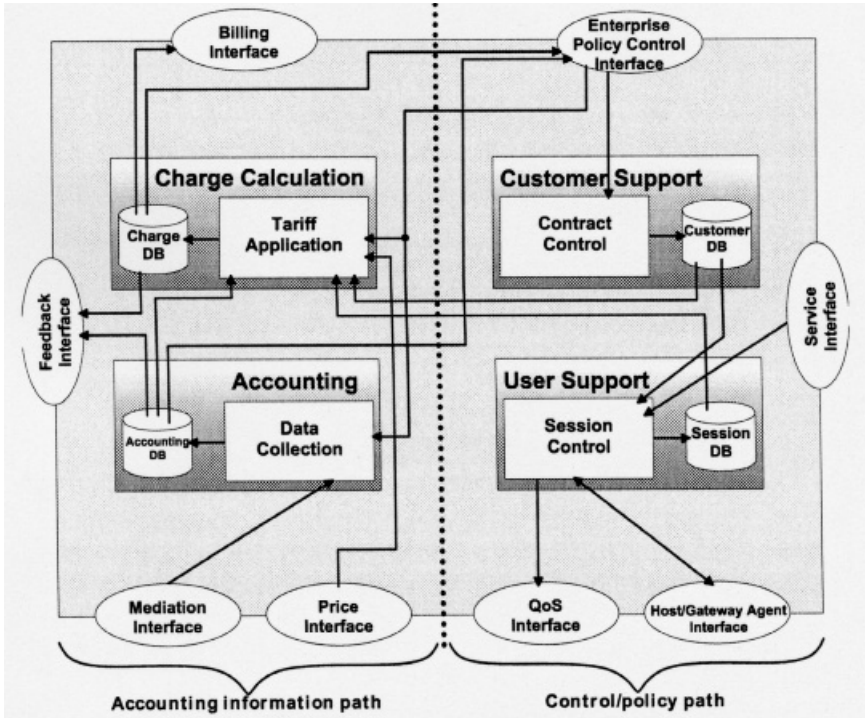 Billing
Interface
Enterprise
Policy Control
Interface
Charge Calculation
Charge
DB
Tariff
Application
Customer Support
Contract
Control
Customer
DB
Feedback
Interface
Service
Interface
Accounting
Accounting
DB
Data
Collection
User Support
Session
Control
Session
DB
Mediation
Interface
Price
Interface
QoS
Interface
Host/Gateway Agent
Interface
Accounting information path
Control/policy path